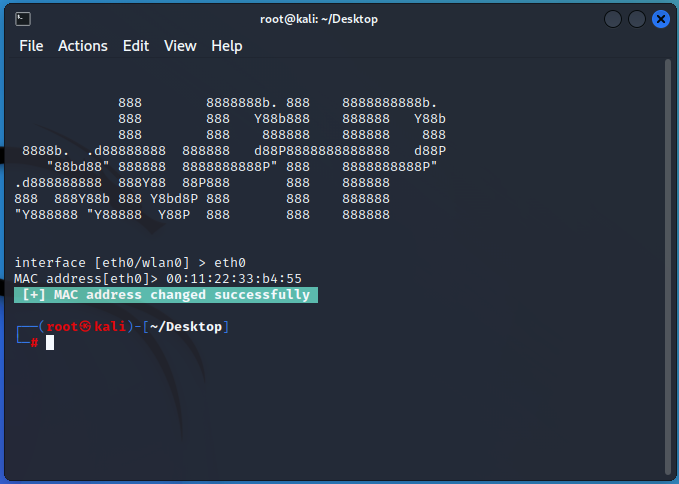 root@kali: ~/Desktop
File Actions Edit View Help
             888        8888888b. 888    8888888888b.
             888        888   Y88b888    888888   Y88b
             888        888    888888    888888    888
 8888b.  .d88888888  888888   d88P8888888888888   d88P
    "88bd88" 888888  8888888888P" 888    8888888888P"
.d888888888  888Y88  88P888       888    888888
888  888Y88b 888 Y8bd8P 888       888    888888
"Y888888 "Y88888  Y88P  888       888    888888
interface [eth0/wlan0] > eth0
MAC address[eth0]> 00:11:22:33:b4:55
[+] MAC address changed successfully
┌──(root㉿kali)-[~/Desktop]
└─#